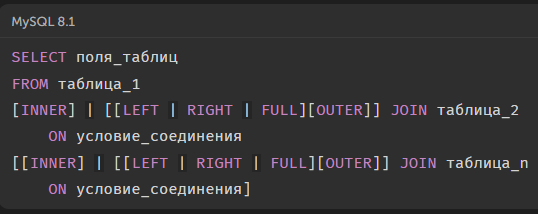 MySQL 8.1
SELECT поля_таблиц
FROM таблица_1
[INNER] | [[LEFT | RIGHT | FULL][OUTER]] JOIN таблица_2
ON условие_соединения
[[INNER] | [[LEFT | RIGHT | FULL][OUTER]] JOIN таблица_n
ON условие_соединения]